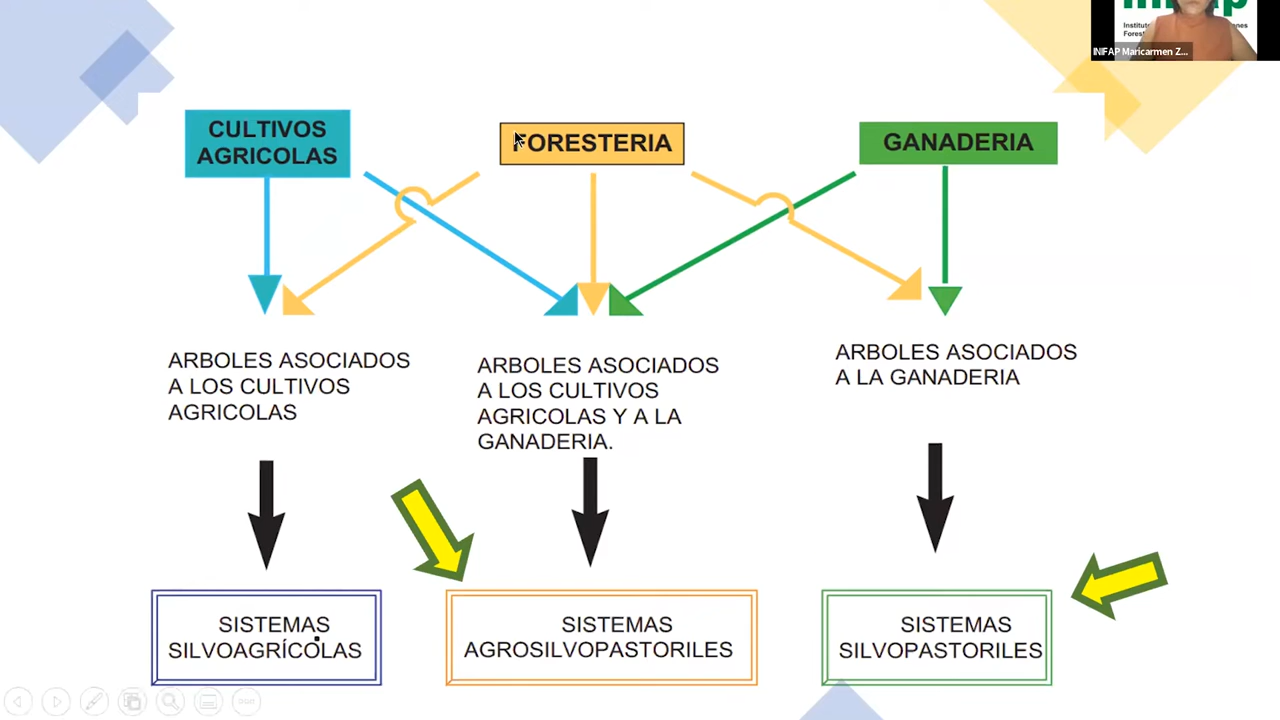 INIFAP Maricarmen Z...
CULTIVOS
AGRICOLAS
FORESTERIA
GANADERIA
ARBOLES ASOCIADOS
A LOS CULTIVOS
AGRICOLAS
ARBOLES ASOCIADOS
A LOS CULTIVOS
AGRICOLAS Y A LA
GANADERIA.
ARBOLES ASOCIADOS
A LA GANADERIA
SISTEMAS
SILVOAGRÍCOLAS
SISTEMAS
AGROSILVOPASTORILES
SISTEMAS
SILVOPASTORILES